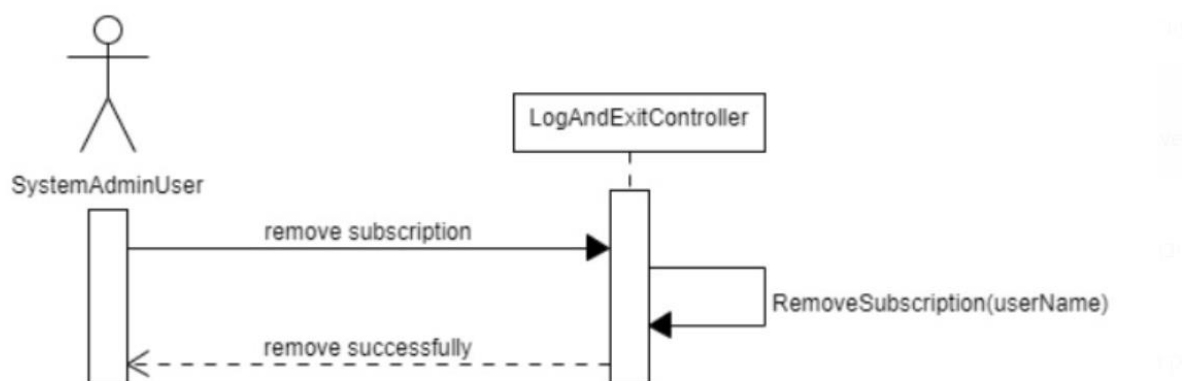 LogAndExitController
SystemAdminUser
remove subscription
RemoveSubscription(userName)
remove successfully